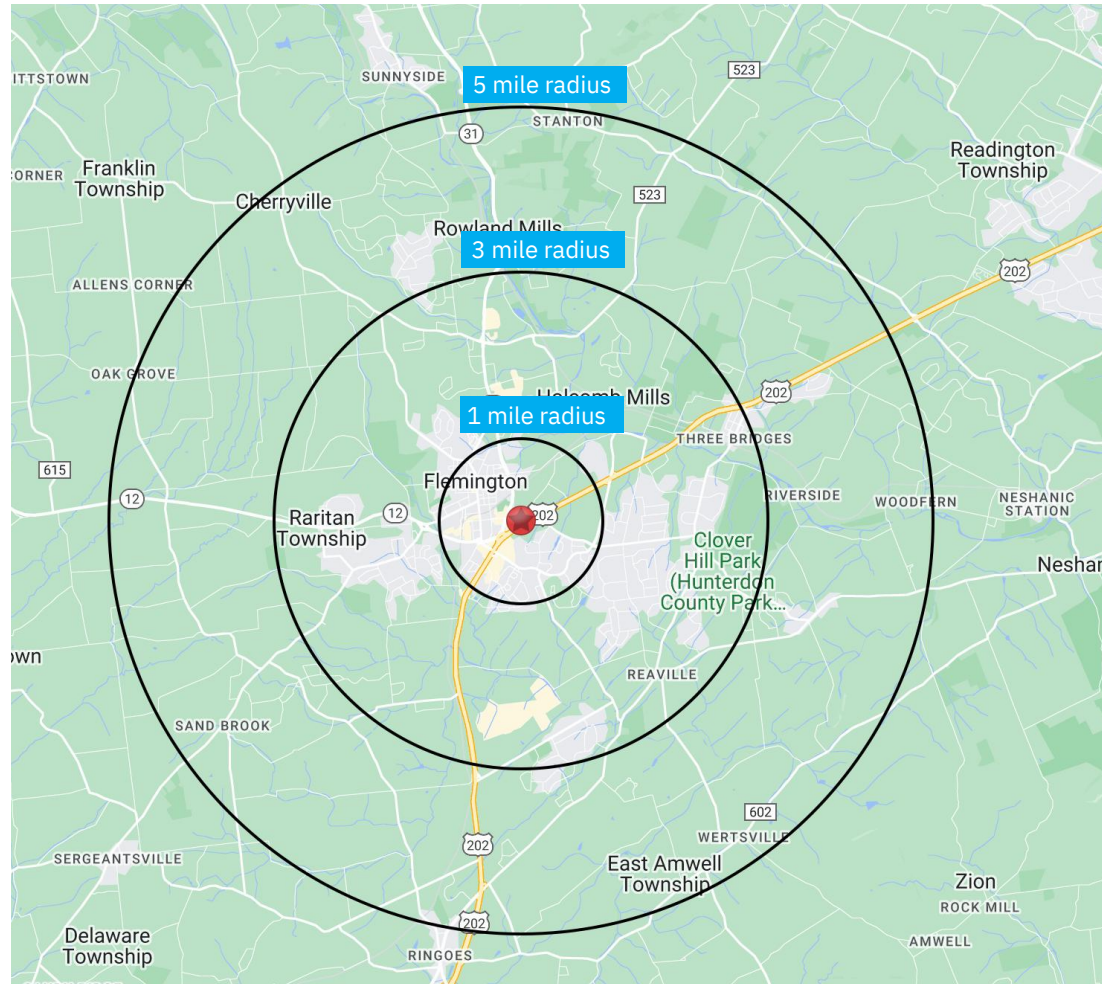 ITTSTOWN
SUNNYSIDE
5 mile radius
523
STANTON
31
Readington
Township
Franklin
Township
CORNER
523
Cherryville
Rowland Mills
3 mile radius
202
ALLENS CORNER
OAK GROVE
202
Holcomb Mills
1 mile radius
THREE BRIDGES
615
Flemington
12
RIVERSIDE
WOODFERN
NESHANIC
STATION
12
202
Raritan
Township
Clover
Hill Park
(Hunterdon
County Park...
Neshan
own
REAVILLE
SAND BROOK
602
WERTSVILLE
202
SERGEANTSVILLE
East Amwell
Township
Zion
ROCK MILL
202
Delaware
Township
AMWELL
RINGOES